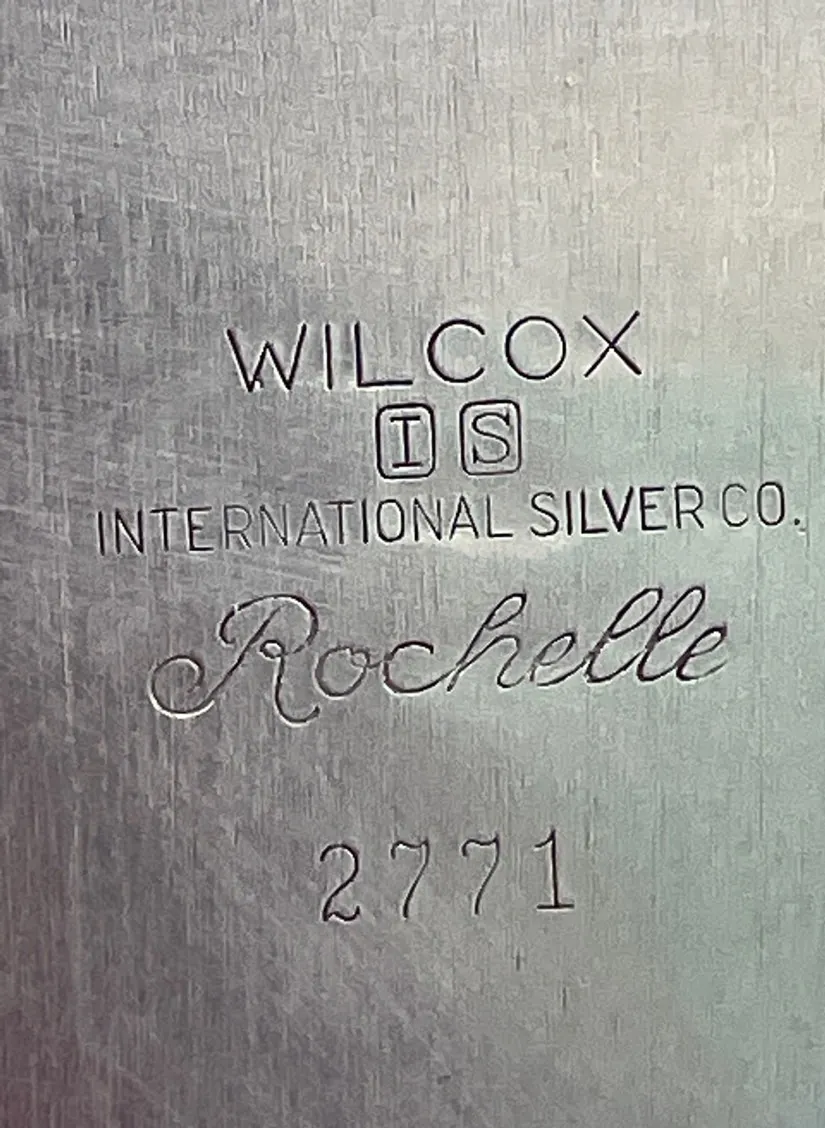 WILCOX
I S
INTERNATIONAL SILVER CO.
Rochelle
2771